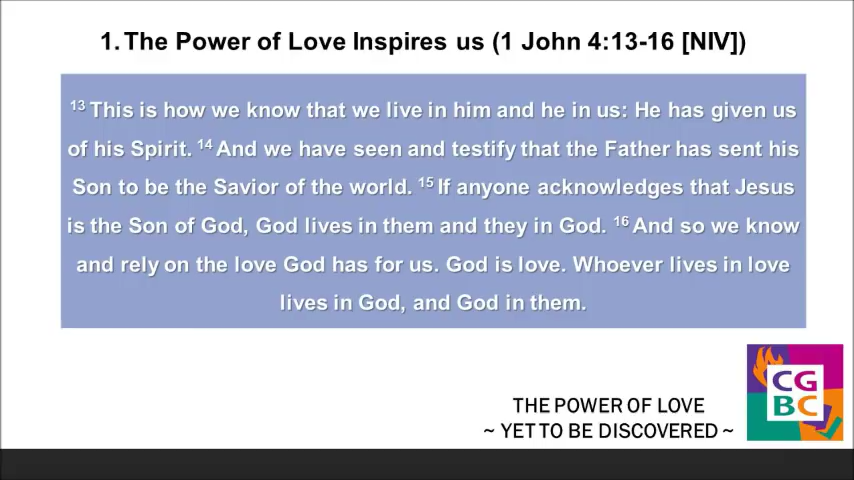 1. The Power of Love Inspires us (1 John 4:13-16 [NIV])
13 This is how we know that we live in him and he in us: He has given us
of his Spirit. 14 And we have seen and testify that the Father has sent his
Son to be the Savior of the world. 15 If anyone acknowledges that Jesus
is the Son of God, God lives in them and they in God. 16 And so we know
and rely on the love God has for us. God is love. Whoever lives in love
lives in God, and God in them.
THE POWER OF LOVE
~ YET TO BE DISCOVERED ~
CG
BC